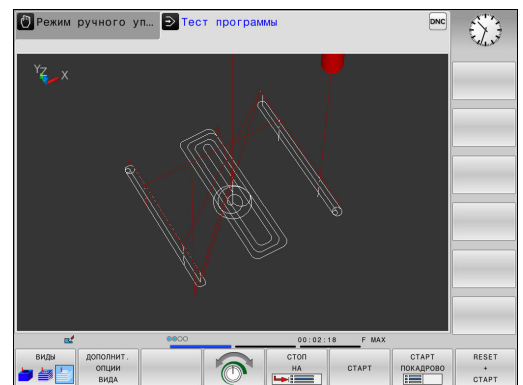 Режим ручного уп…
Тест программы
DNC
Y
Z
X
00:02:18
F MAX
ВИДЫ
ДОПОЛНИТ.
ОПЦИИ
ВИДА
СТОП
НА
СТАРТ
СТАРТ
ПОКАДРОВО
RESET
+
СТАРТ